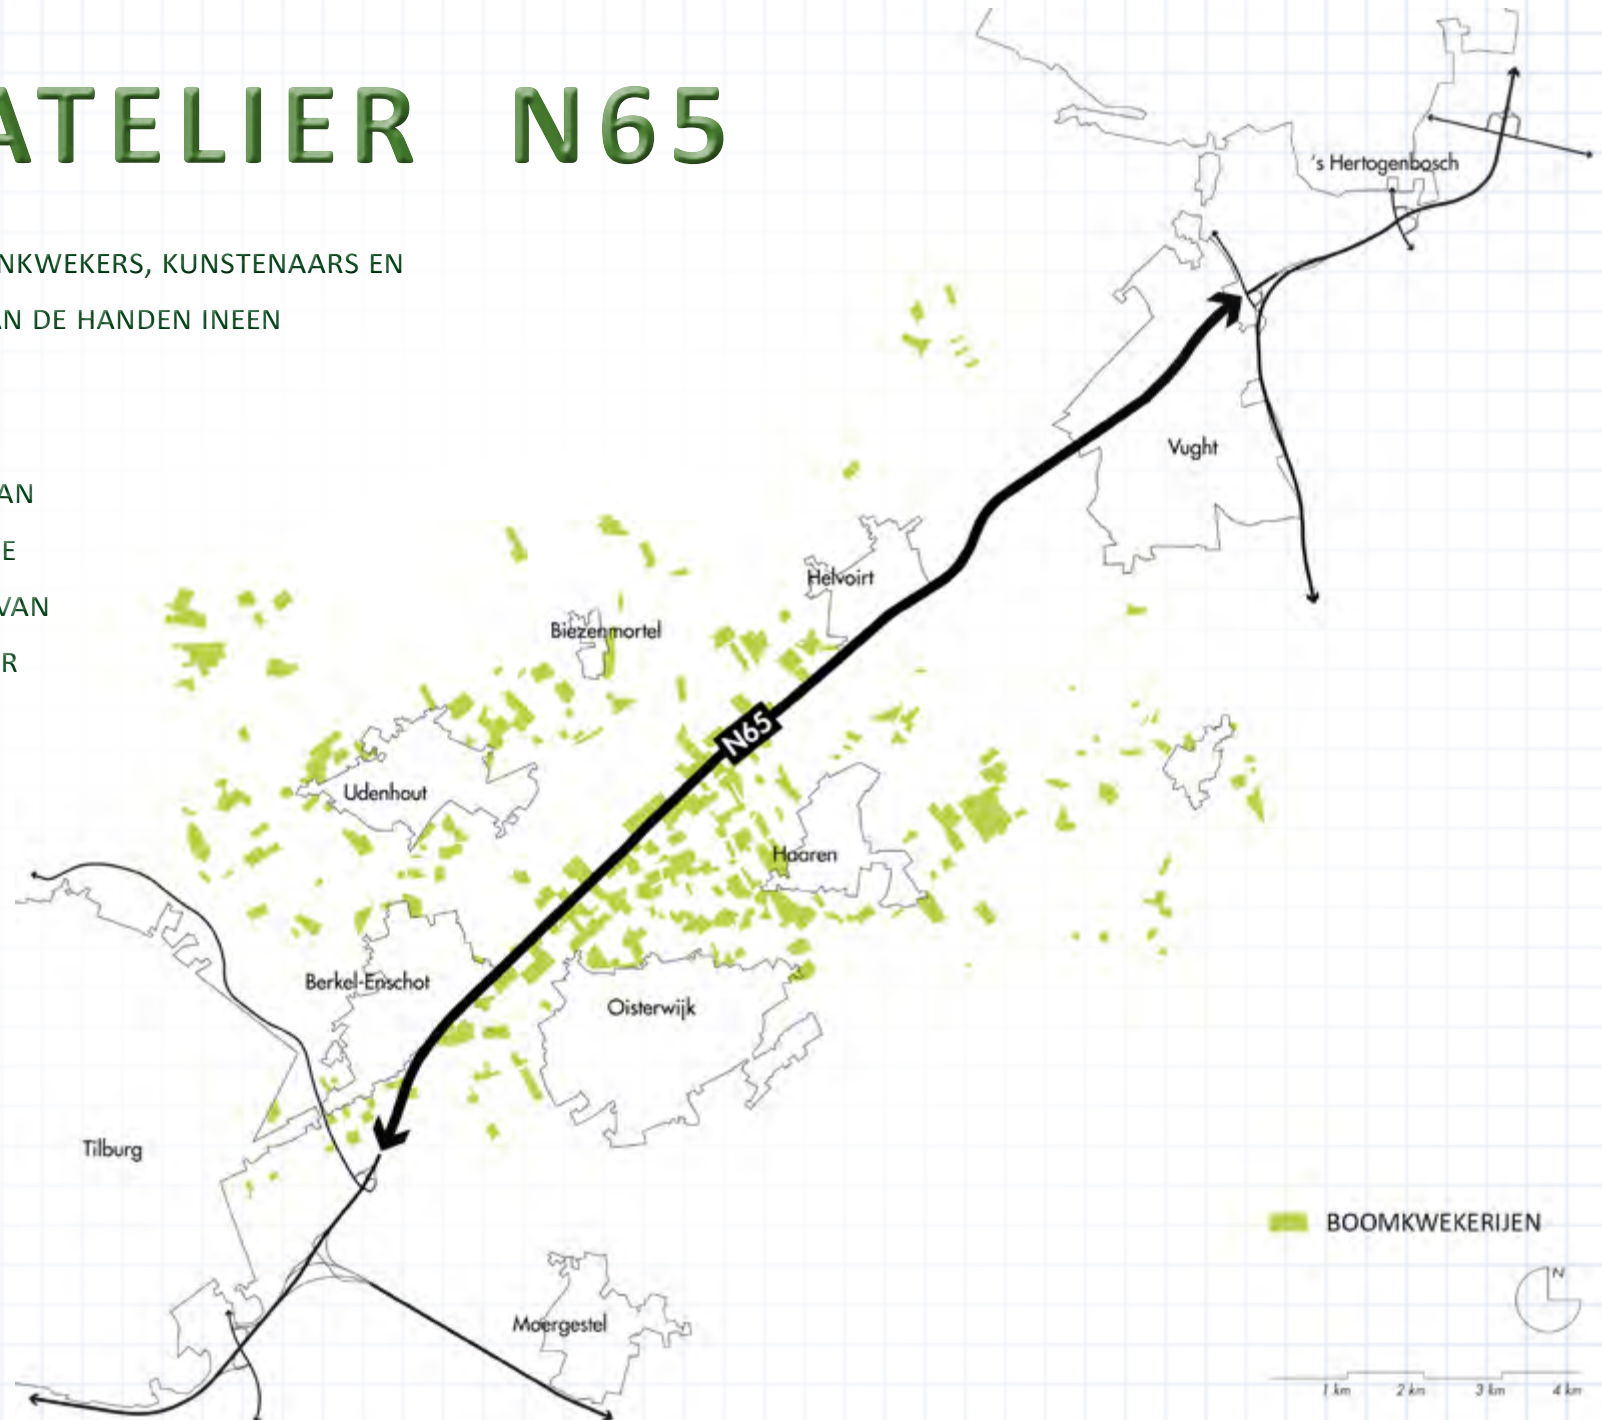 ATELIER N65
NKWEKERS, KUNSTENAARS EN
AN DE HANDEN INEEN
AN
E
VAN
R
's Hertogenbosch
Vught
Helvoirt
Biezenmortel
N65
Udenhout
Haaren
Berkel-Enschot
Oisterwijk
Tilburg
Moergestel
BOOMKWEKERIJEN
N
1 km 2 km 3 km 4 km